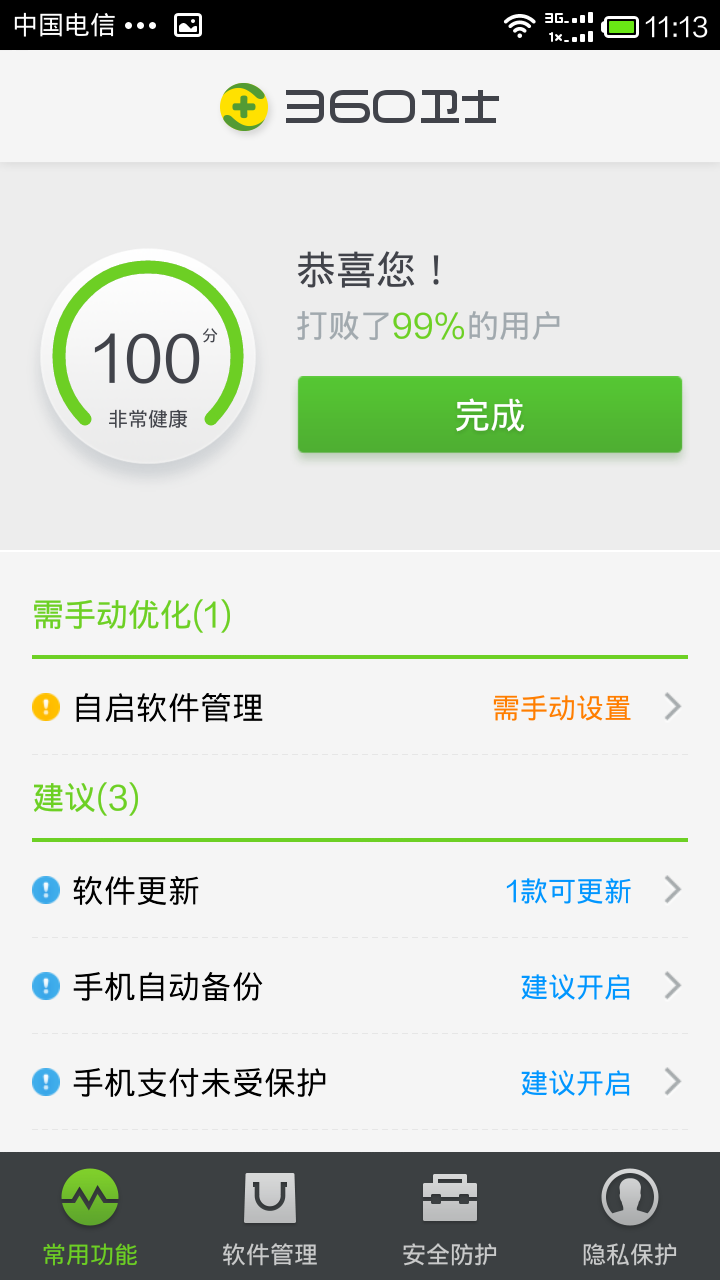 中国电信 ••• 3G 1x 11:13
360卫士
恭喜您！
打败了99%的用户
100分
非常健康
完成
需手动优化(1)
自启软件管理 需手动设置
建议(3)
软件更新 1款可更新
手机自动备份 建议开启
手机支付未受保护 建议开启
常用功能 软件管理 安全防护 隐私保护